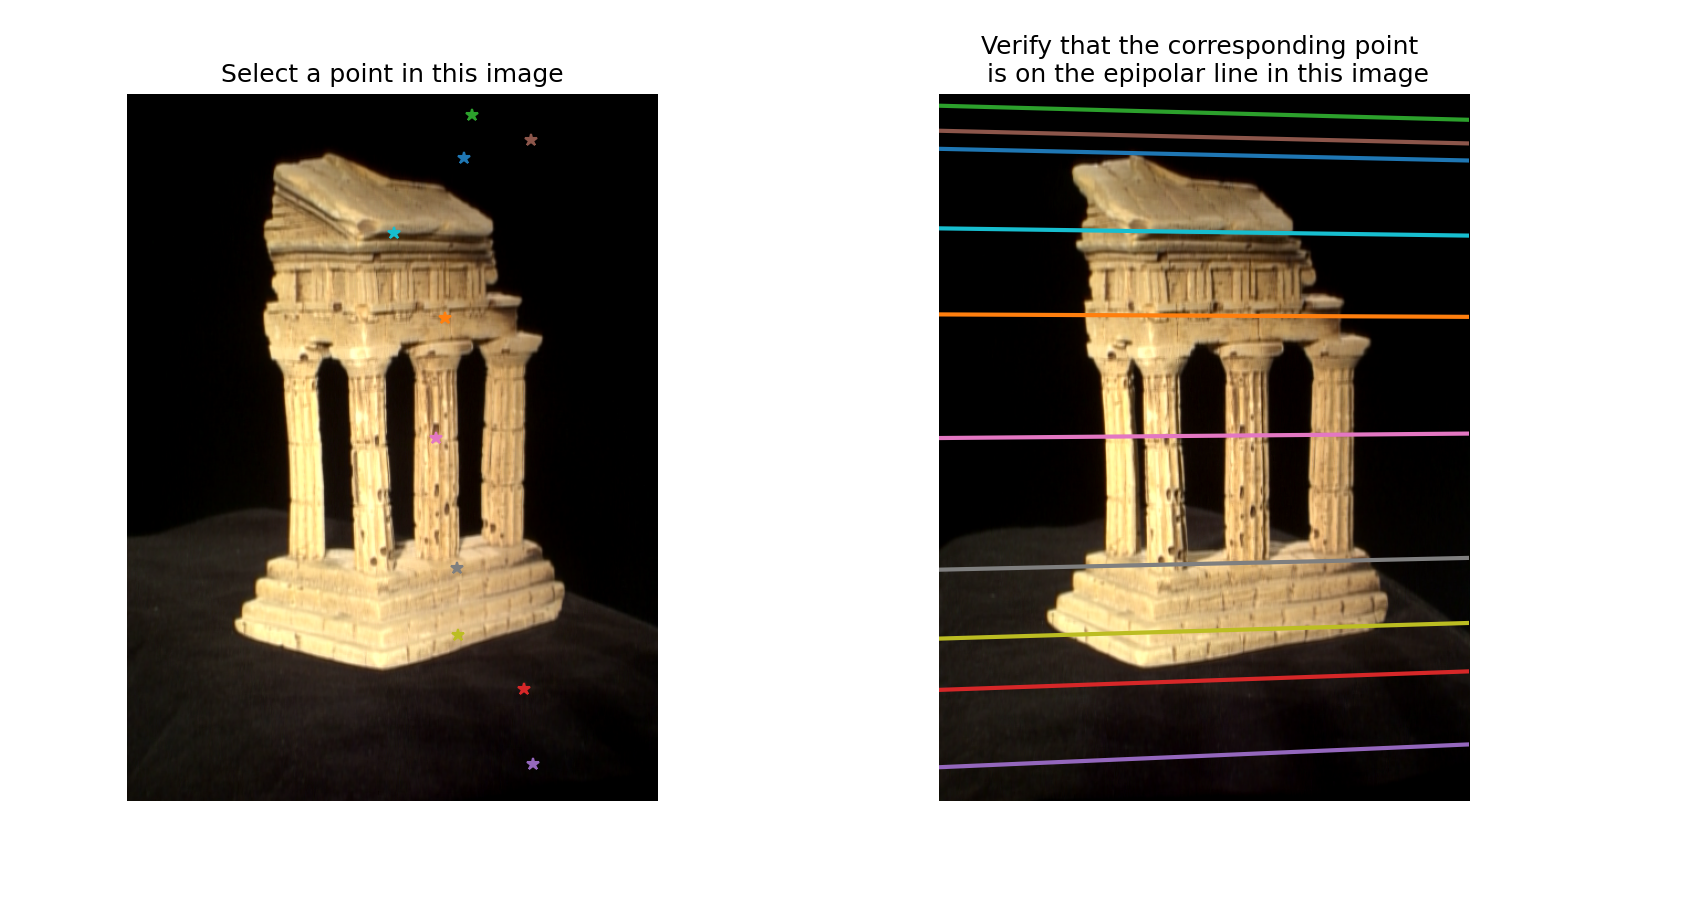 Select a point in this image
Verify that the corresponding point
is on the epipolar line in this image